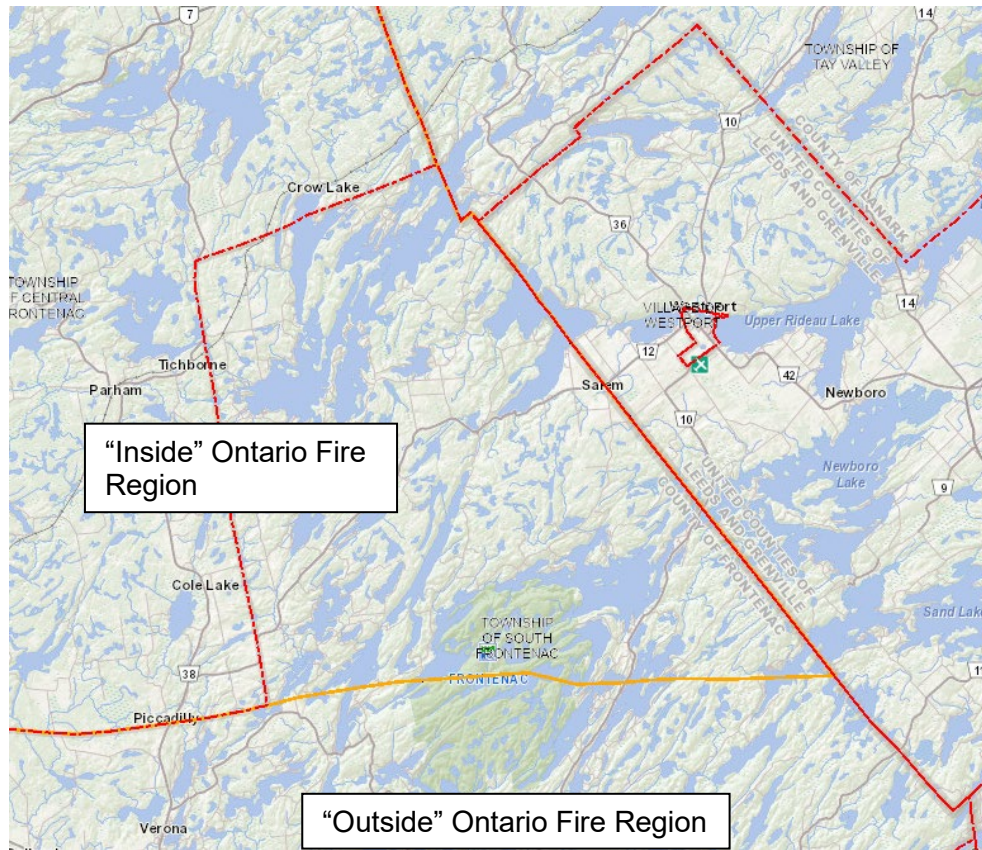 7
14
TOWNSHIP OF
TAY VALLEY
10
COUNTY OF LANARK
UNITED COUNTIES OF
LEEDS AND GRENVILLE
Crow Lake
36
TOWNSHIP
OF CENTRAL
FRONTENAC
14
VILLAGE OF
WESTPORT
Westport
Upper Rideau Lake
12
Tichborne
Salem
42
Parham
Newboro
10
“Inside” Ontario Fire
Region
UNITED COUNTIES OF
LEEDS AND GRENVILLE
COUNTY OF FRONTENAC
Newboro
Lake
9
Cole Lake
Sand Lake
TOWNSHIP
OF SOUTH
FRONTENAC
FRONTENAC
38
Piccadilly
“Outside” Ontario Fire Region
Verona